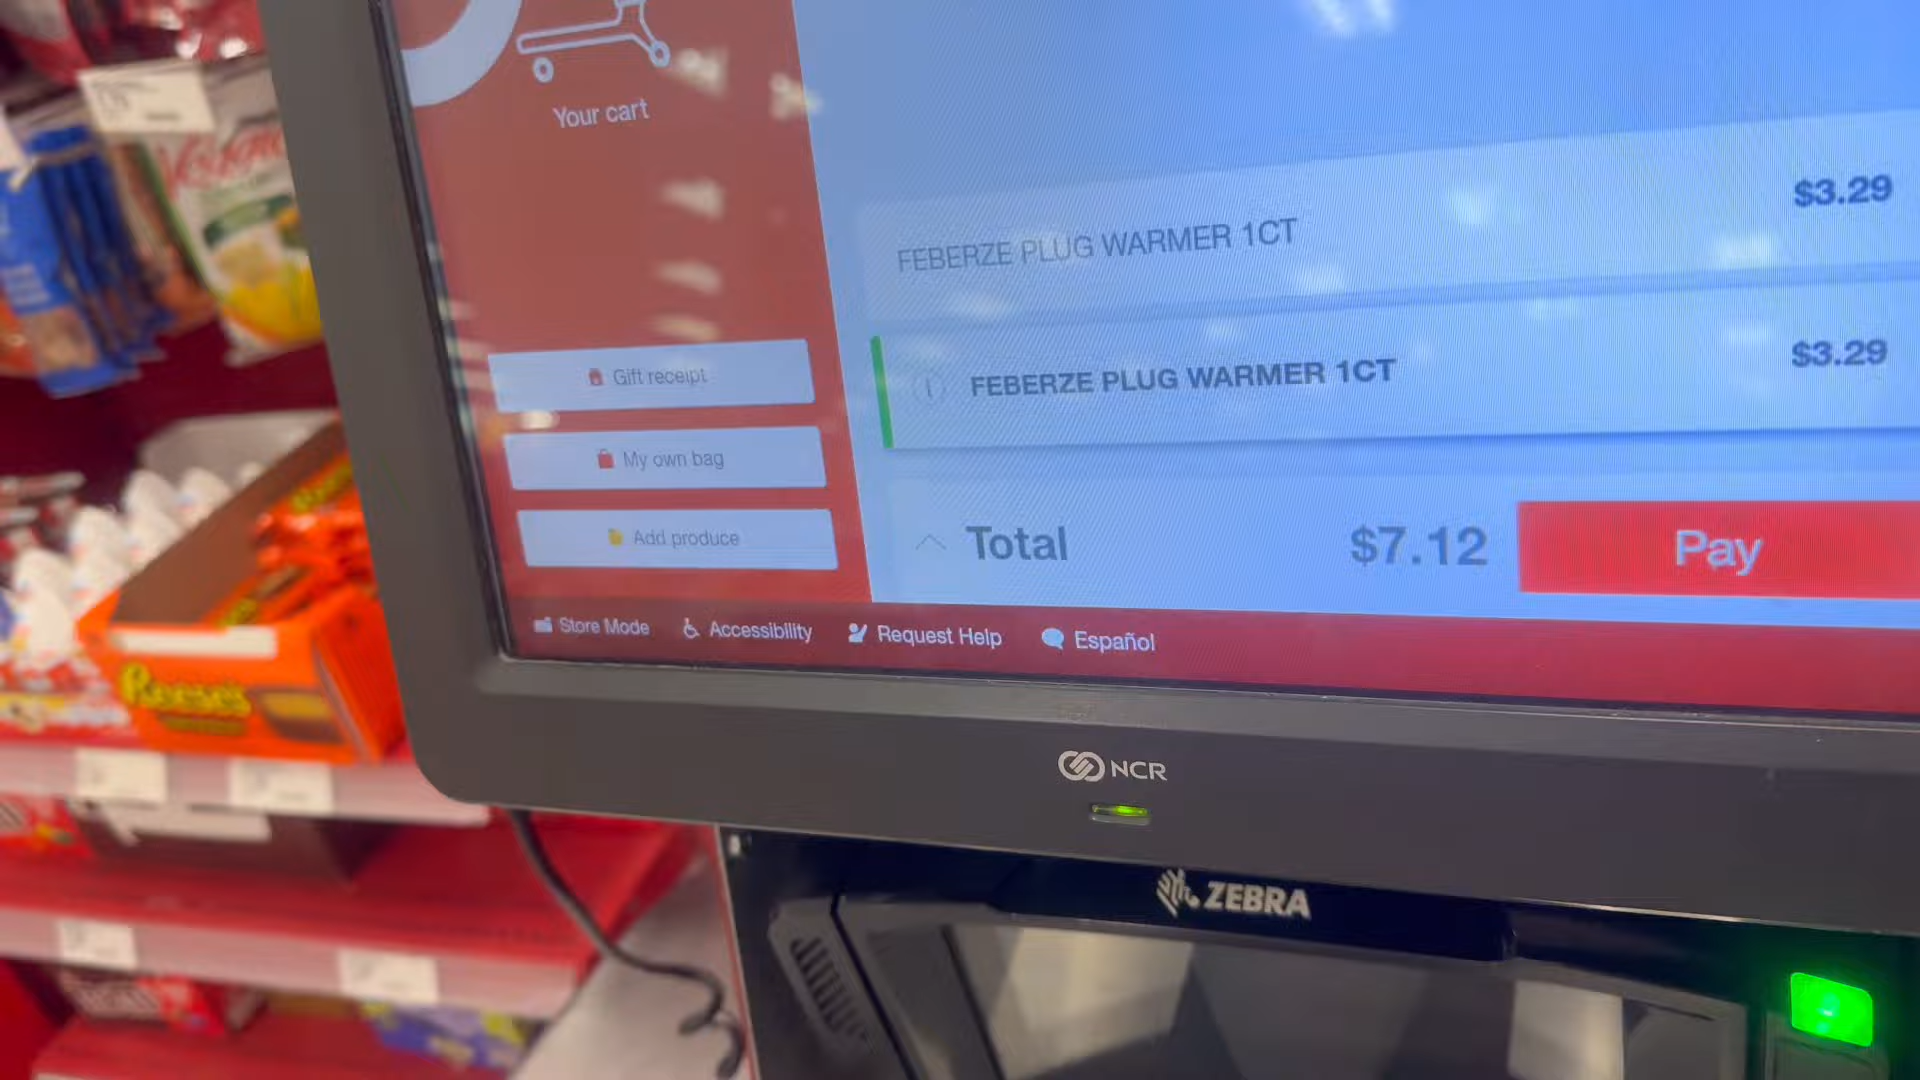 Your cart
$3.29
FEBERZE PLUG WARMER 1CT
$3.29
FEBERZE PLUG WARMER 1CT
Gift receipt
My own bag
Add produce
Total $7.12 Pay
Store Mode Accessibility Request Help Español
Reese's
NCR
ZEBRA